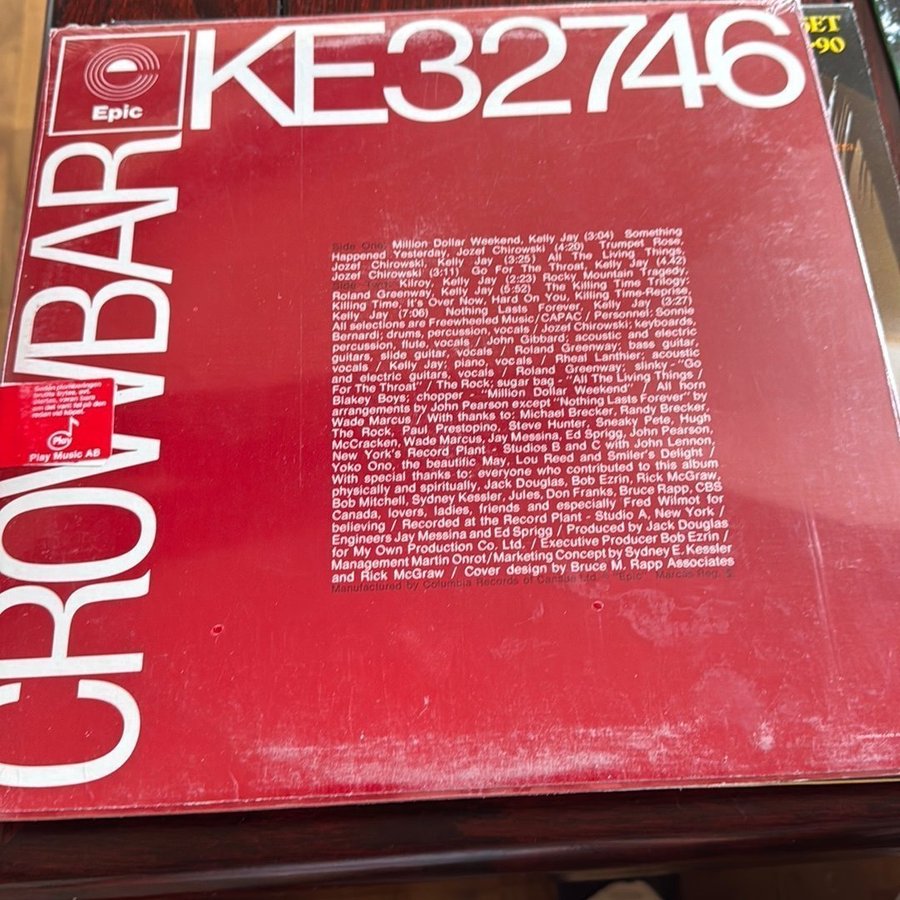 KE32746
Epic
CROWBAR
SET
-90
Side One: Million Dollar Weekend, Kelly Jay (3:04) Something
Happened Yesterday, Jozef Chirowski (4:20) Trumpet Rose,
Jozef Chirowski, Kelly Jay (3:25) All The Living Things,
Jozef Chirowski (3:11) Go For The Throat, Kelly Jay (4:42)
Side Two: Kilroy, Kelly Jay (2:23) Rocky Mountain Tragedy,
Roland Greenway, Kelly Jay (5:52) The Killing Time Trilogy,
Killing Time, It's Over Now, Hard On You, Killing Time-Reprise,
Kelly Jay (7:06) Nothing Lasts Forever, Kelly Jay (3:27)
All selections are Freewheeled Music/CAPAC / Personnel: Sonnie
Bernardi; drums, percussion, vocals / Jozef Chirowski; keyboards,
percussion, flute, vocals / John Gibbard; acoustic and electric
guitars, slide guitar, vocals / Roland Greenway; bass guitar,
vocals / Kelly Jay; piano, vocals / Rheal Lanthier; acoustic
and electric guitars, vocals / Roland Greenway; slinky - "Go
For The Throat" / The Rock; sugar bag - "All The Living Things /
Blakey Boys; chopper - "Million Dollar Weekend" / All horn
arrangements by John Pearson except "Nothing Lasts Forever" by
Wade Marcus / With thanks to: Michael Brecker, Randy Brecker,
The Rock, Paul Prestopino, Steve Hunter, Sneaky Pete, Hugh
McCracken, Wade Marcus, Jay Messina, Ed Sprigg, John Pearson,
New York's Record Plant - Studios B and C with John Lennon,
Yoko Ono, the beautific May, Lou Reed and Smiler's Delight /
With special thanks to: everyone who contributed to this album
physically and spiritually, Jack Douglas, Bob Ezrin, Rick McGraw,
Bob Mitchell, Sydney Kessler, Jules, Don Franks, Bruce Rapp, CBS
Canada, lovers, ladies, friends and especially Fred Wilmot for
believing / Recorded at the Record Plant - Studio A, New York /
Engineers Jay Messina and Ed Sprigg / Produced by Jack Douglas
for My Own Production Co. Ltd. / Executive Producer Bob Ezrin /
Management Martin Onrot/Marketing Concept by Sydney E. Kessler
and Rick McGraw / Cover design by Bruce M. Rapp Associates
Manufactured by Columbia Records of Canada Ltd. "Epic" Marcas Reg.
Sedan plomberingen
brutits bytes, ej
Play
Play Music AB